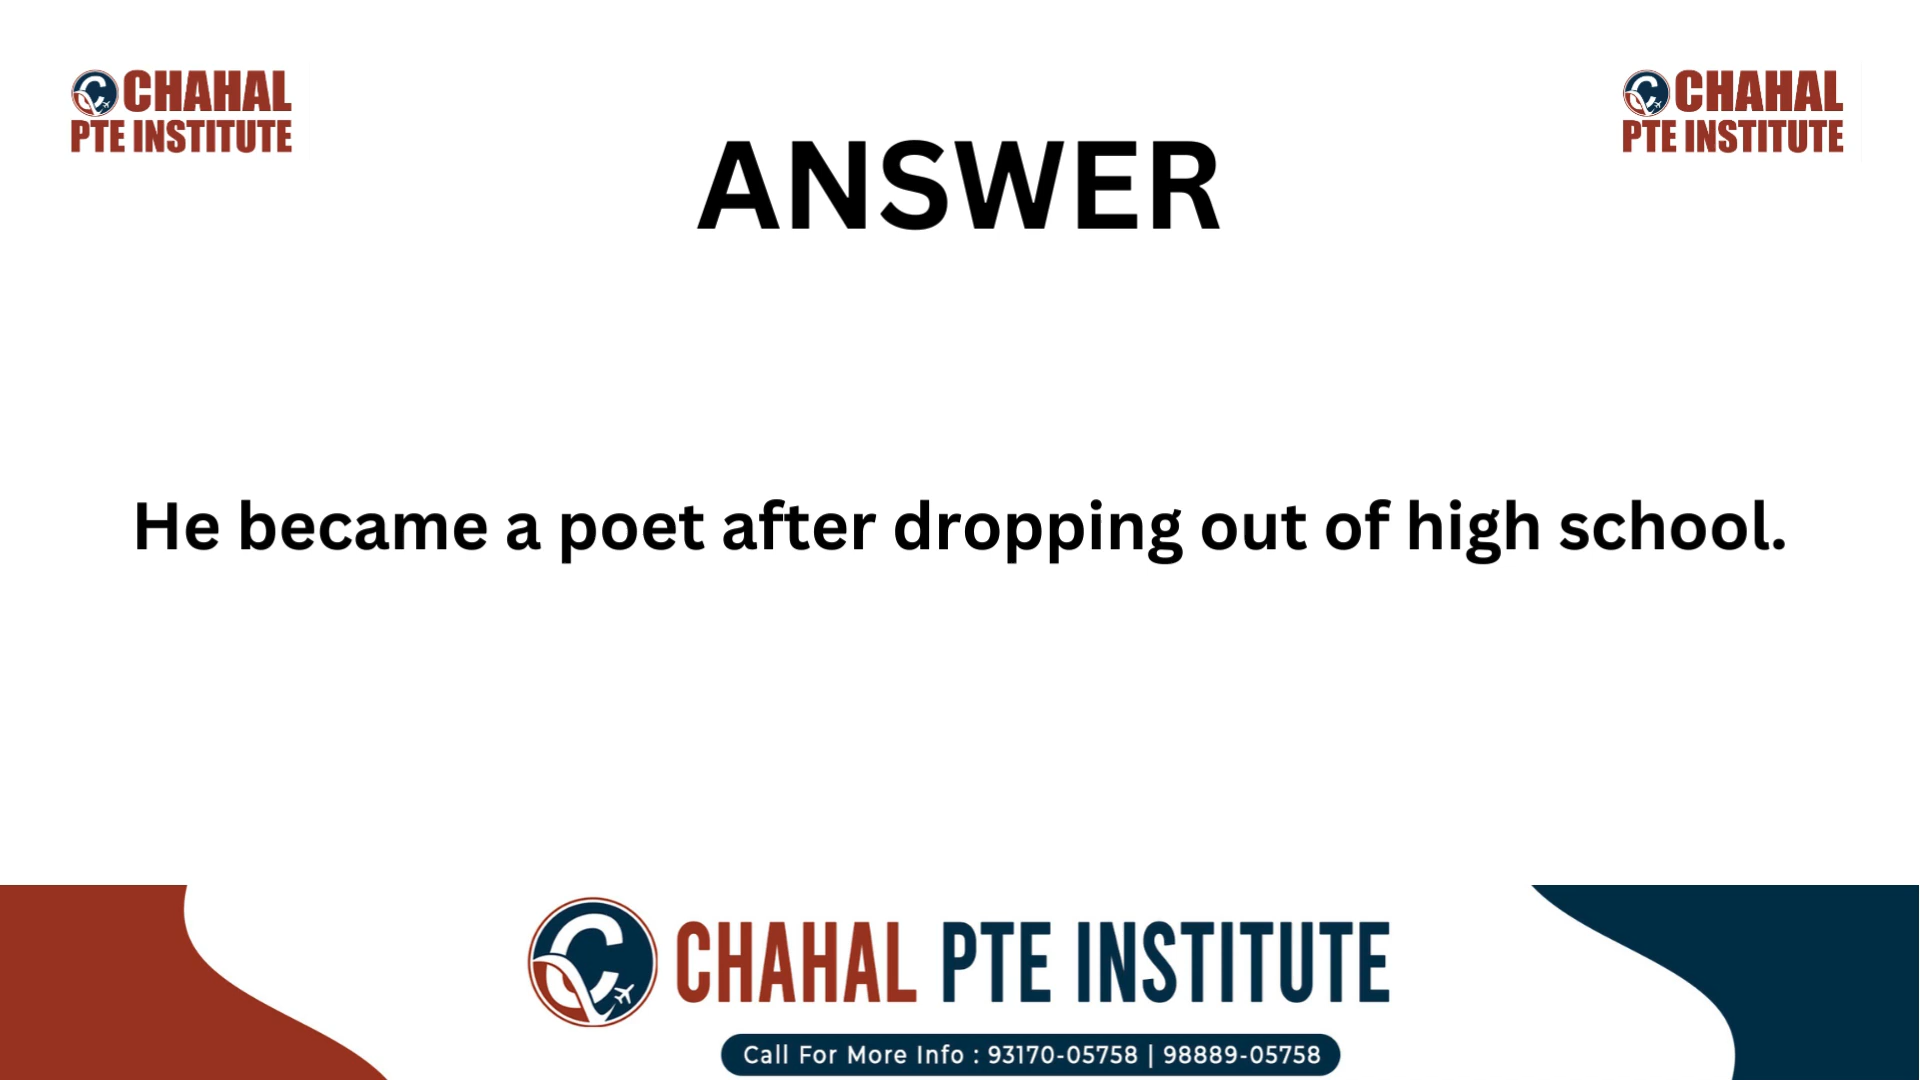 CHAHAL
PTE INSTITUTE
CHAHAL
PTE INSTITUTE
ANSWER
He became a poet after dropping out of high school.
CHAHAL PTE INSTITUTE
Call For More Info : 93170-05758 | 98889-05758